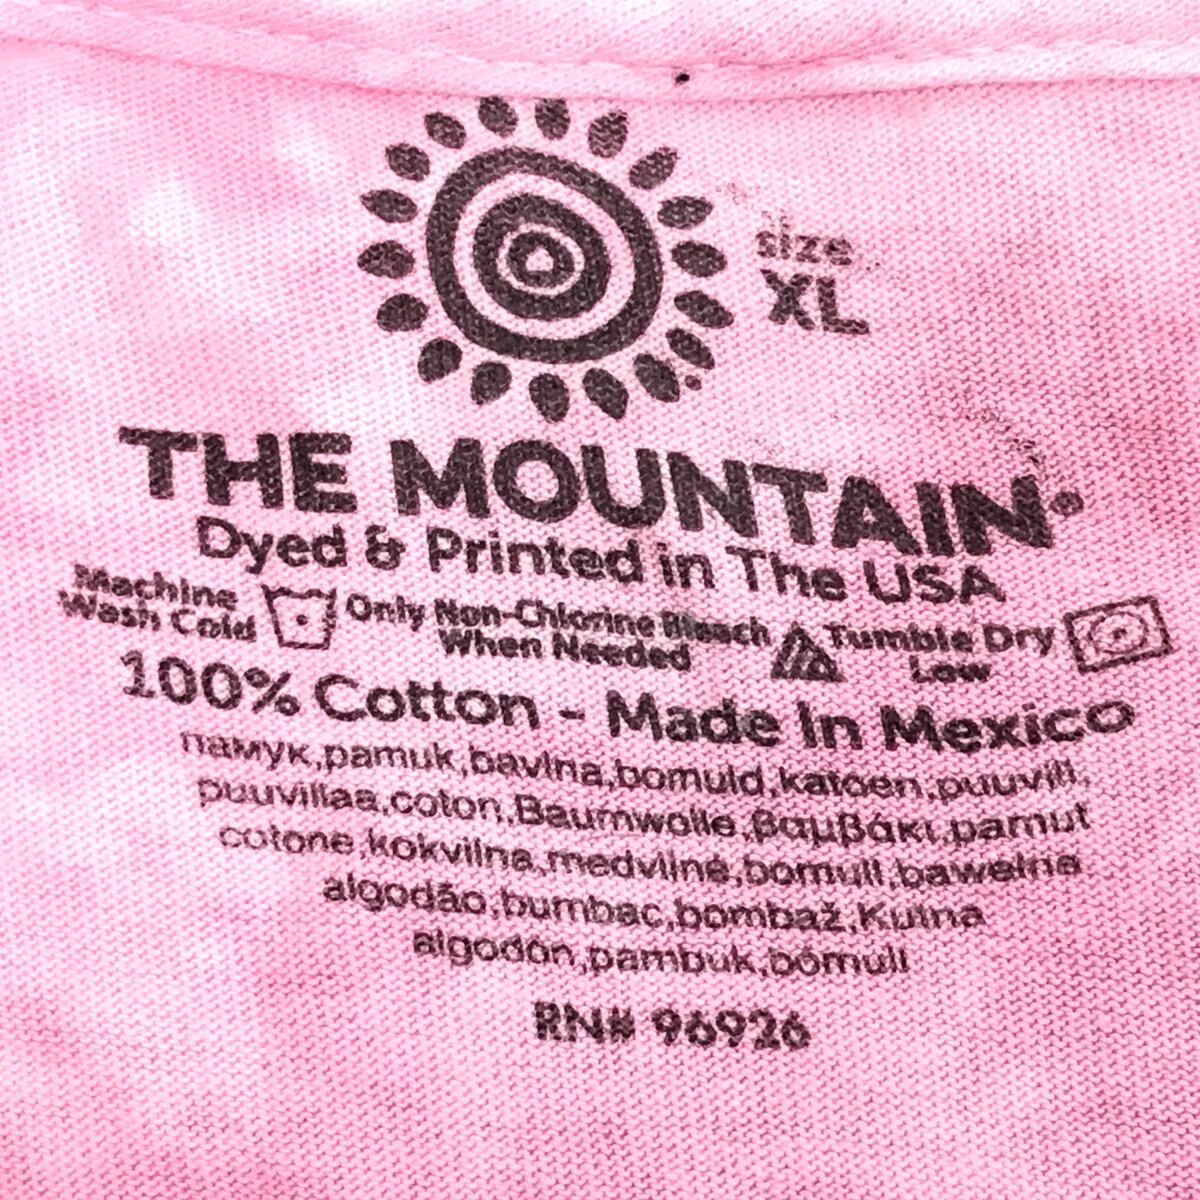 size
XL
THE MOUNTAIN®
Dyed & Printed in The USA
Machine Wash Cold
Only Non-Chlorine Bleach When Needed
Tumble Dry Low
100% Cotton - Made In Mexico
памук,pamuk,bavlna,bomuld,katoen,puuvill,
puuvillaa,coton,Baumwolle,βαμβάκι,pamut
cotone,kokvilna,medvilnė,bomull,bawełna
algodão,bumbac,bombaž,Kutna
algodón,pambuk,bómull
RN# 96926